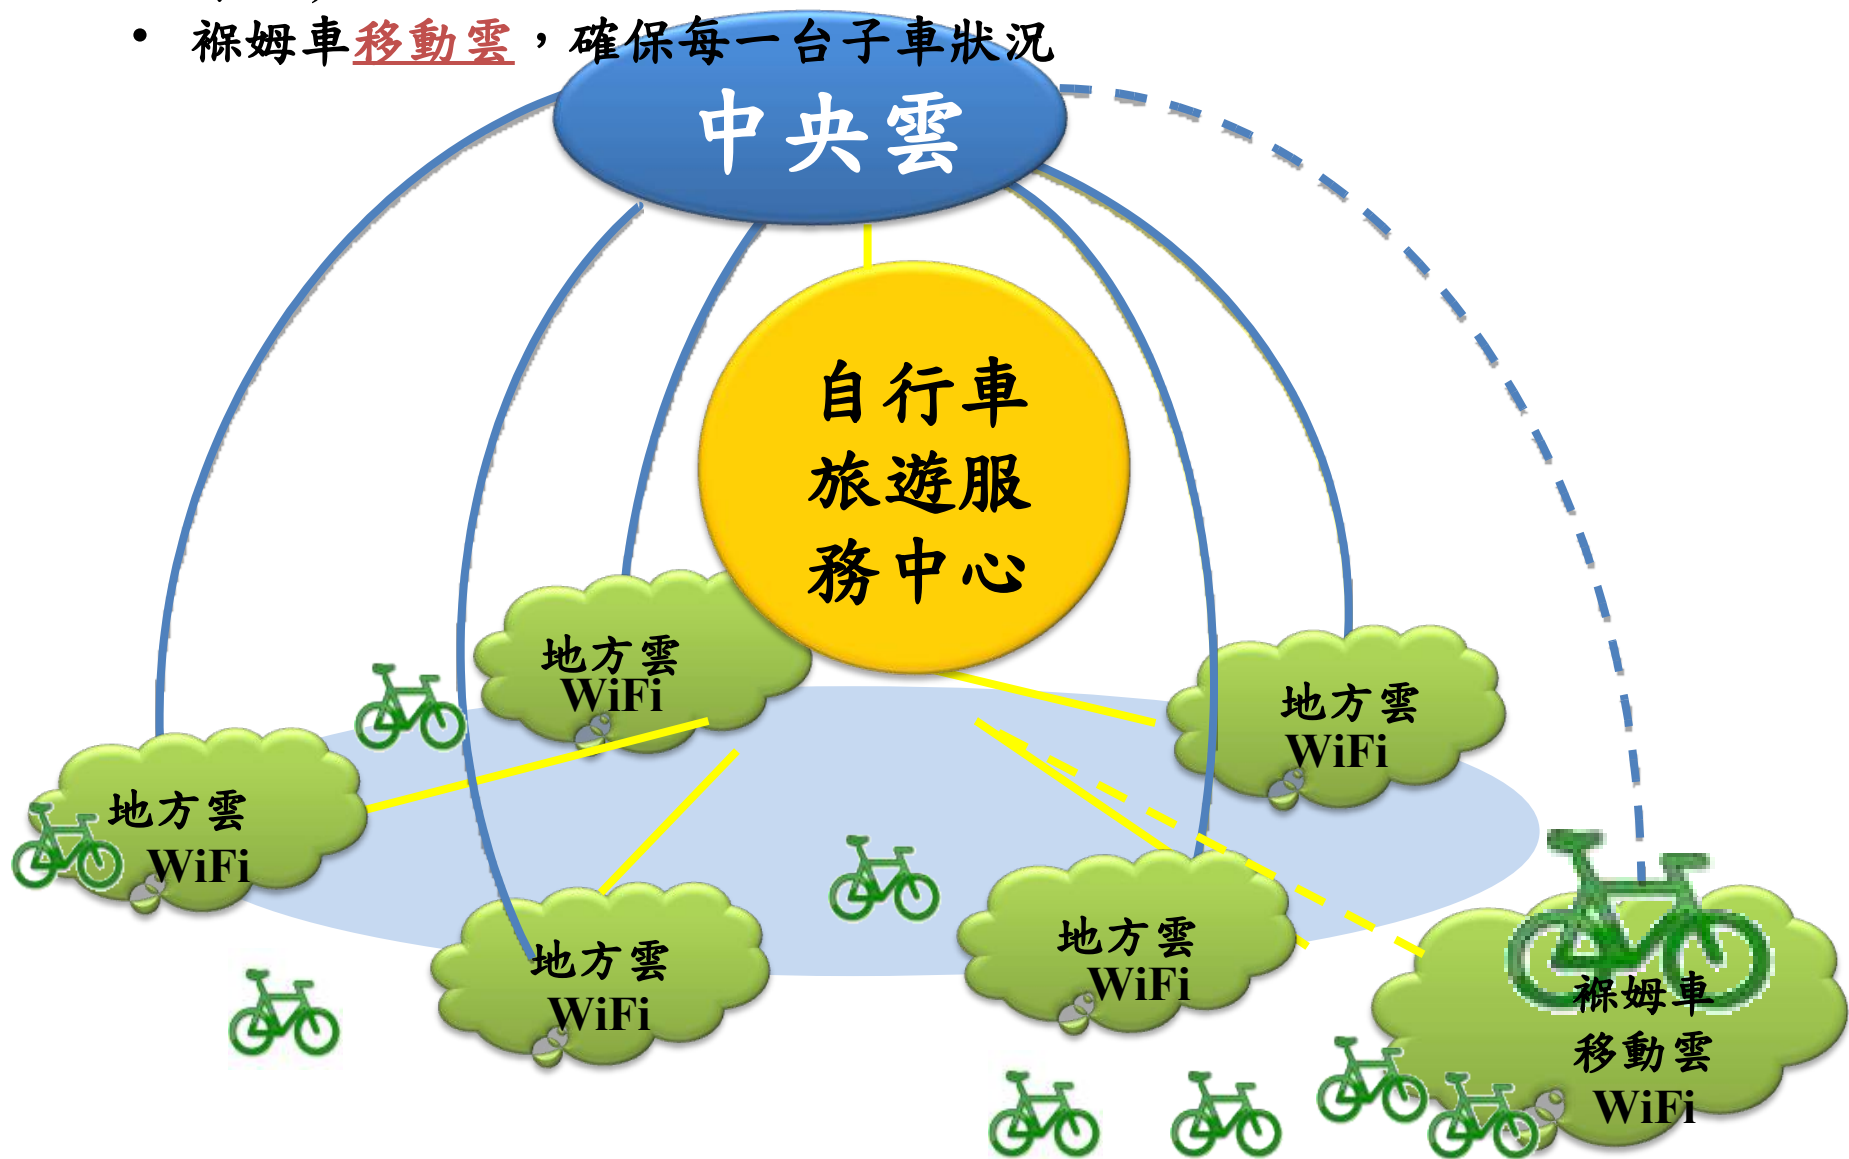 • 褓姆車移動雲，確保每一台子車狀況
中央雲
自行車
旅遊服
務中心
地方雲
WiFi
地方雲
WiFi
地方雲
WiFi
地方雲
WiFi
地方雲
WiFi
褓姆車
移動雲
WiFi